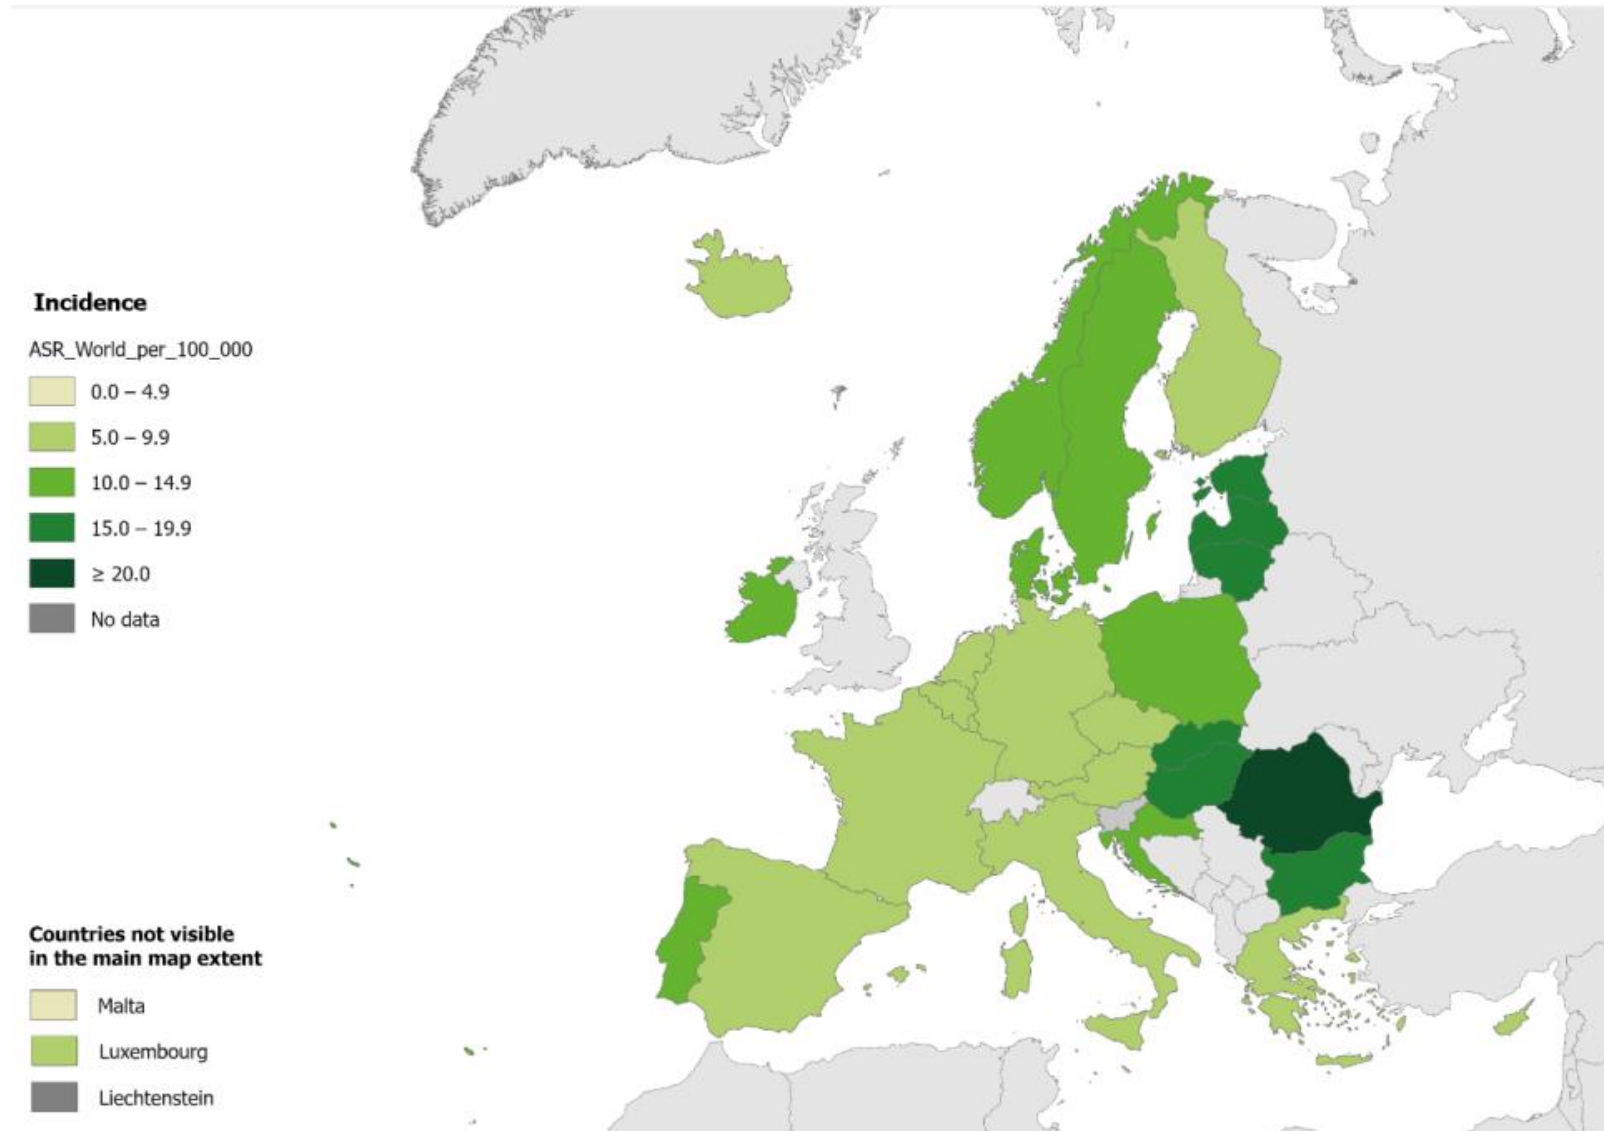 Incidence
ASR_World_per_100_000
0.0 – 4.9
5.0 – 9.9
10.0 – 14.9
15.0 – 19.9
≥ 20.0
No data
Countries not visible
in the main map extent
Malta
Luxembourg
Liechtenstein